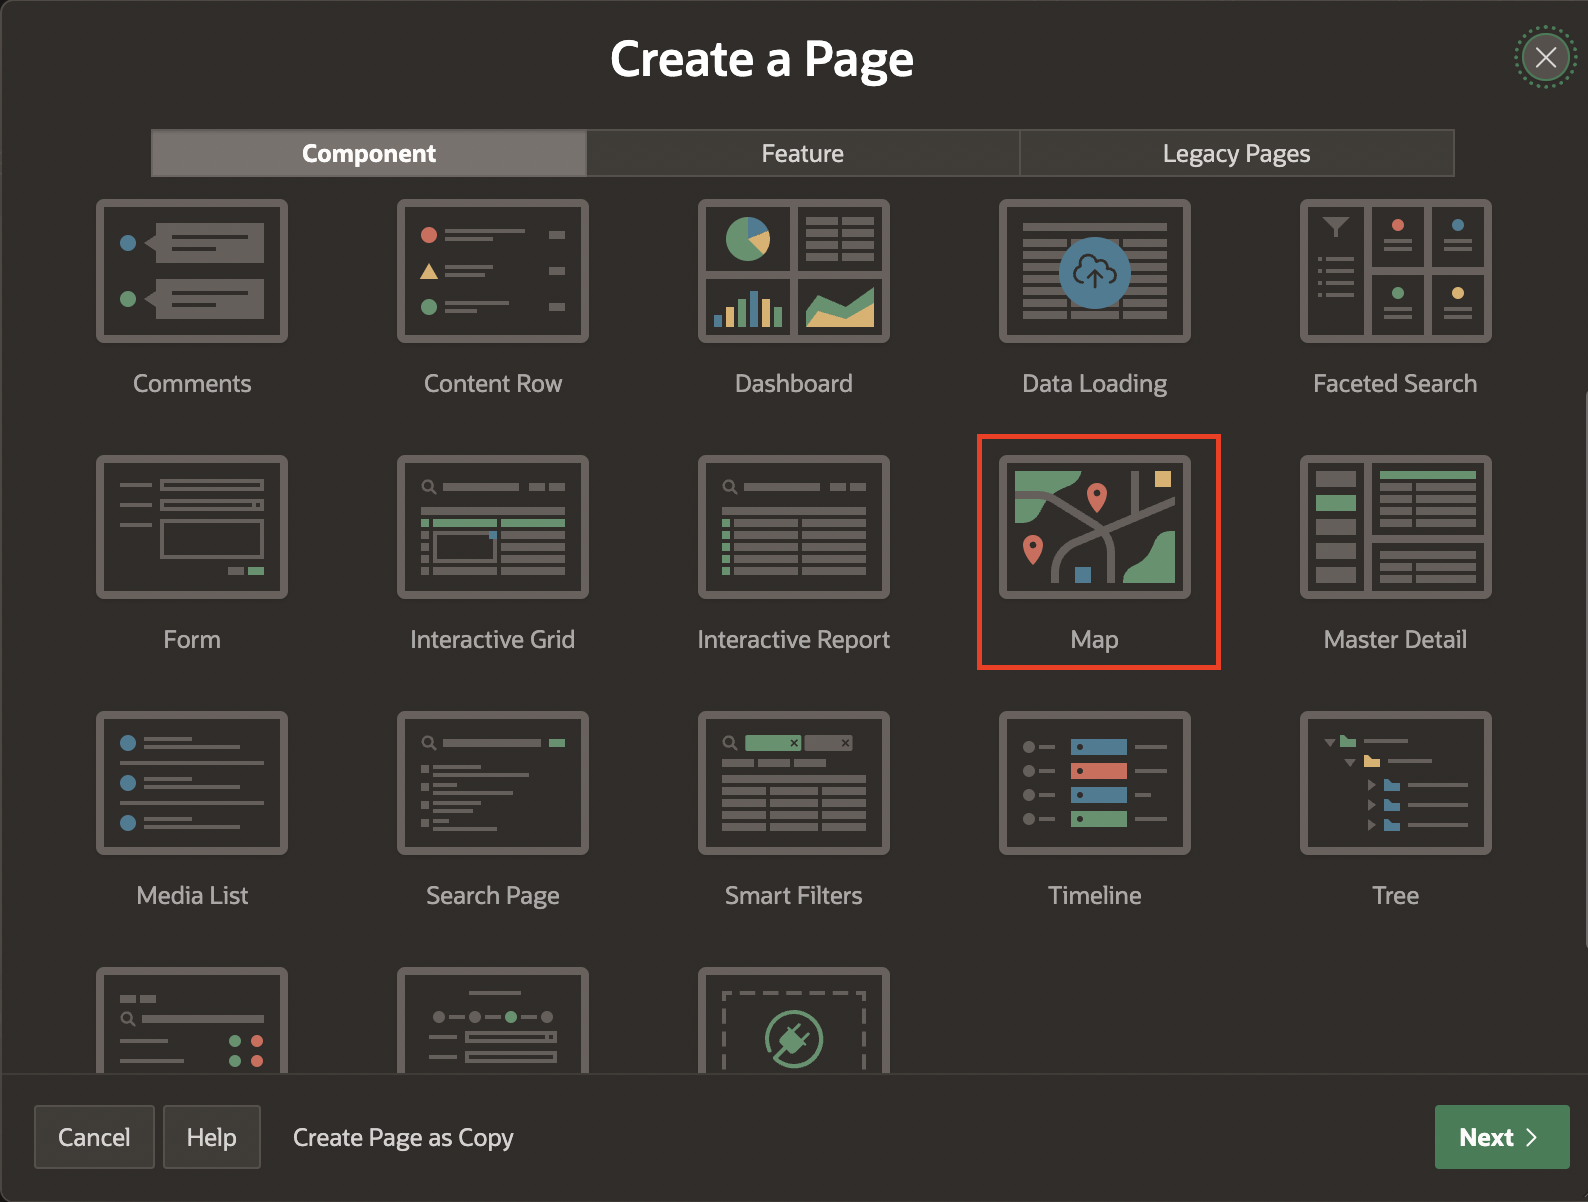 Create a Page
Component
Feature
Legacy Pages
Comments
Content Row
Dashboard
Data Loading
Faceted Search
Form
Interactive Grid
Interactive Report
Map
Master Detail
Media List
Search Page
Smart Filters
Timeline
Tree
Cancel
Help
Create Page as Copy
Next